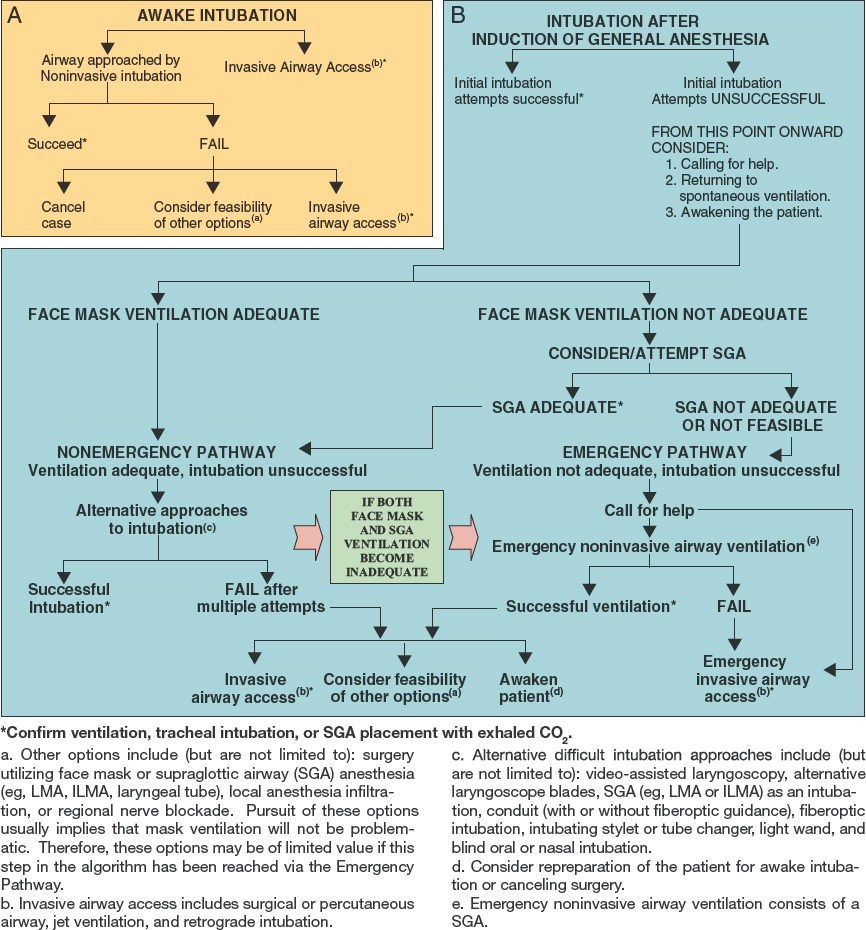 A
AWAKE INTUBATION
Airway approached by
Noninvasive intubation
Invasive Airway Access(b)*
Succeed*
FAIL
Cancel
case
Consider feasibility
of other options(a)
Invasive
airway access(b)*
B
INTUBATION AFTER
INDUCTION OF GENERAL ANESTHESIA
Initial intubation
attempts successful*
Initial intubation
Attempts UNSUCCESSFUL
FROM THIS POINT ONWARD
CONSIDER:
1. Calling for help.
2. Returning to
spontaneous ventilation.
3. Awakening the patient.
FACE MASK VENTILATION ADEQUATE
FACE MASK VENTILATION NOT ADEQUATE
CONSIDER/ATTEMPT SGA
SGA ADEQUATE*
SGA NOT ADEQUATE
OR NOT FEASIBLE
NONEMERGENCY PATHWAY
Ventilation adequate, intubation unsuccessful
EMERGENCY PATHWAY
Ventilation not adequate, intubation unsuccessful
Alternative approaches
to intubation(c)
IF BOTH
FACE MASK
AND SGA
VENTILATION
BECOME
INADEQUATE
Call for help
Emergency noninvasive airway ventilation(e)
Successful
Intubation*
FAIL after
multiple attempts
Successful ventilation*
FAIL
Invasive
airway access(b)*
Consider feasibility
of other options(a)
Awaken
patient(d)
Emergency
invasive airway
access(b)*
*Confirm ventilation, tracheal intubation, or SGA placement with exhaled CO2.
a. Other options include (but are not limited to): surgery
utilizing face mask or supraglottic airway (SGA) anesthesia
(eg, LMA, ILMA, laryngeal tube), local anesthesia infiltra-
tion, or regional nerve blockade. Pursuit of these options
usually implies that mask ventilation will not be problem-
atic. Therefore, these options may be of limited value if this
step in the algorithm has been reached via the Emergency
Pathway.
b. Invasive airway access includes surgical or percutaneous
airway, jet ventilation, and retrograde intubation.
c. Alternative difficult intubation approaches include (but
are not limited to): video-assisted laryngoscopy, alternative
laryngoscope blades, SGA (eg, LMA or ILMA) as an intuba-
tion, conduit (with or without fiberoptic guidance), fiberoptic
intubation, intubating stylet or tube changer, light wand, and
blind oral or nasal intubation.
d. Consider repreparation of the patient for awake intuba-
tion or canceling surgery.
e. Emergency noninvasive airway ventilation consists of a
SGA.